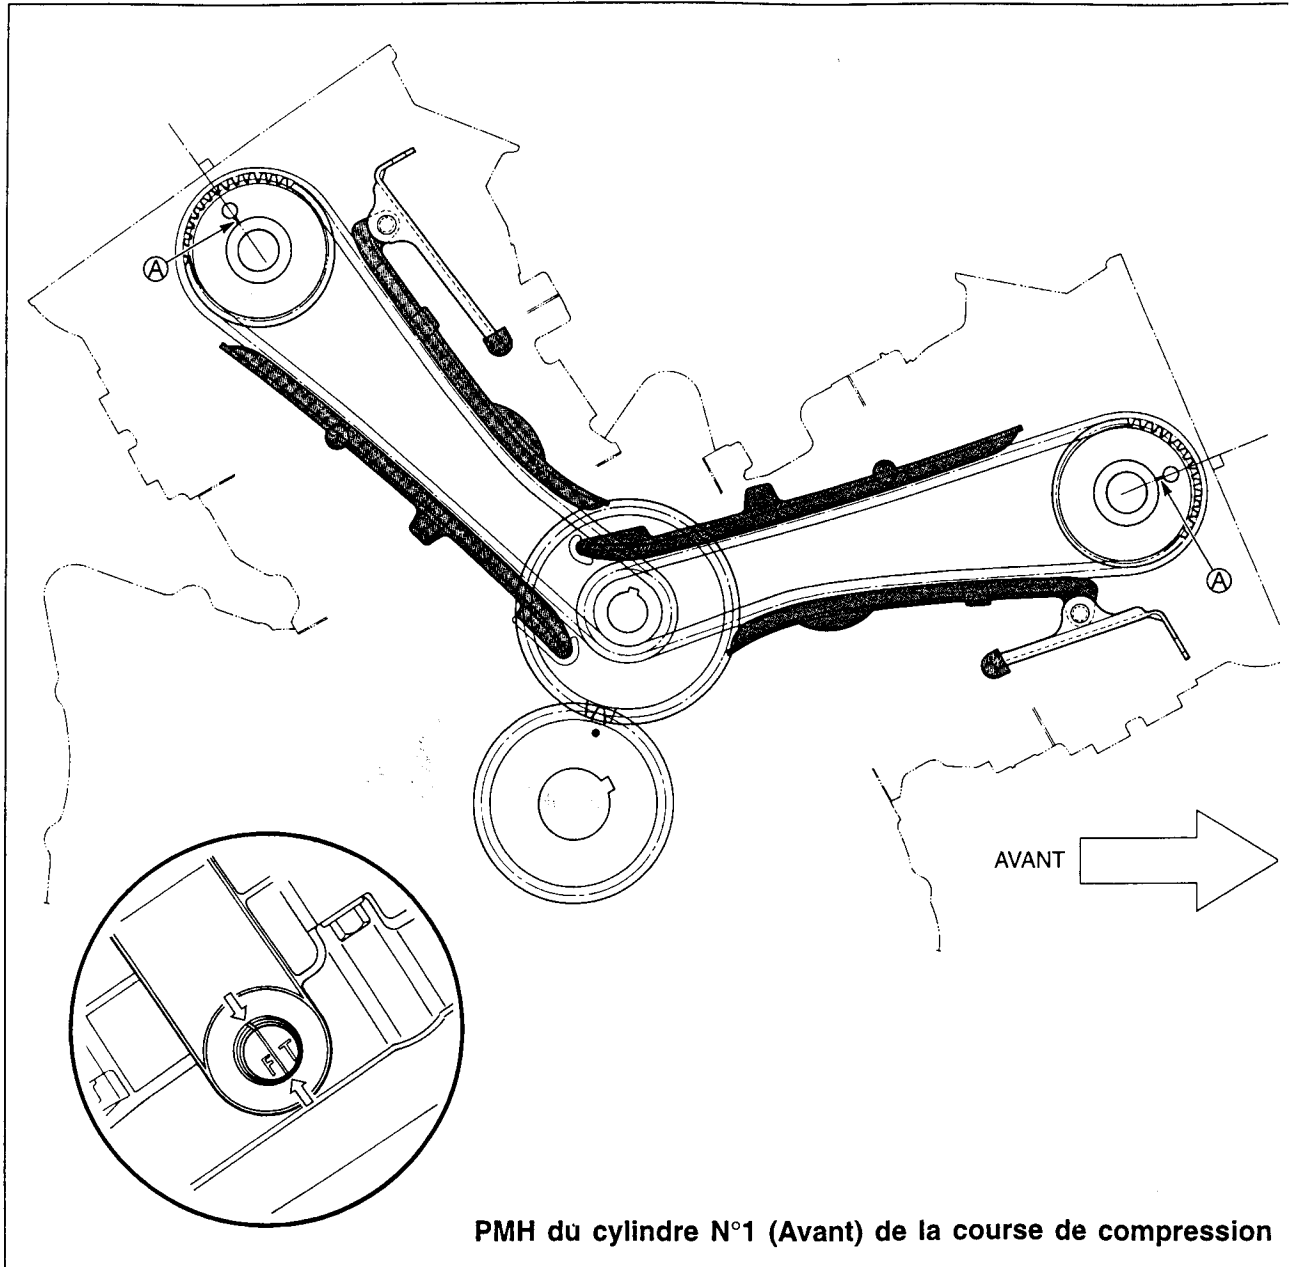 A
A
AVANT
F T
PMH du cylindre N°1 (Avant) de la course de compression